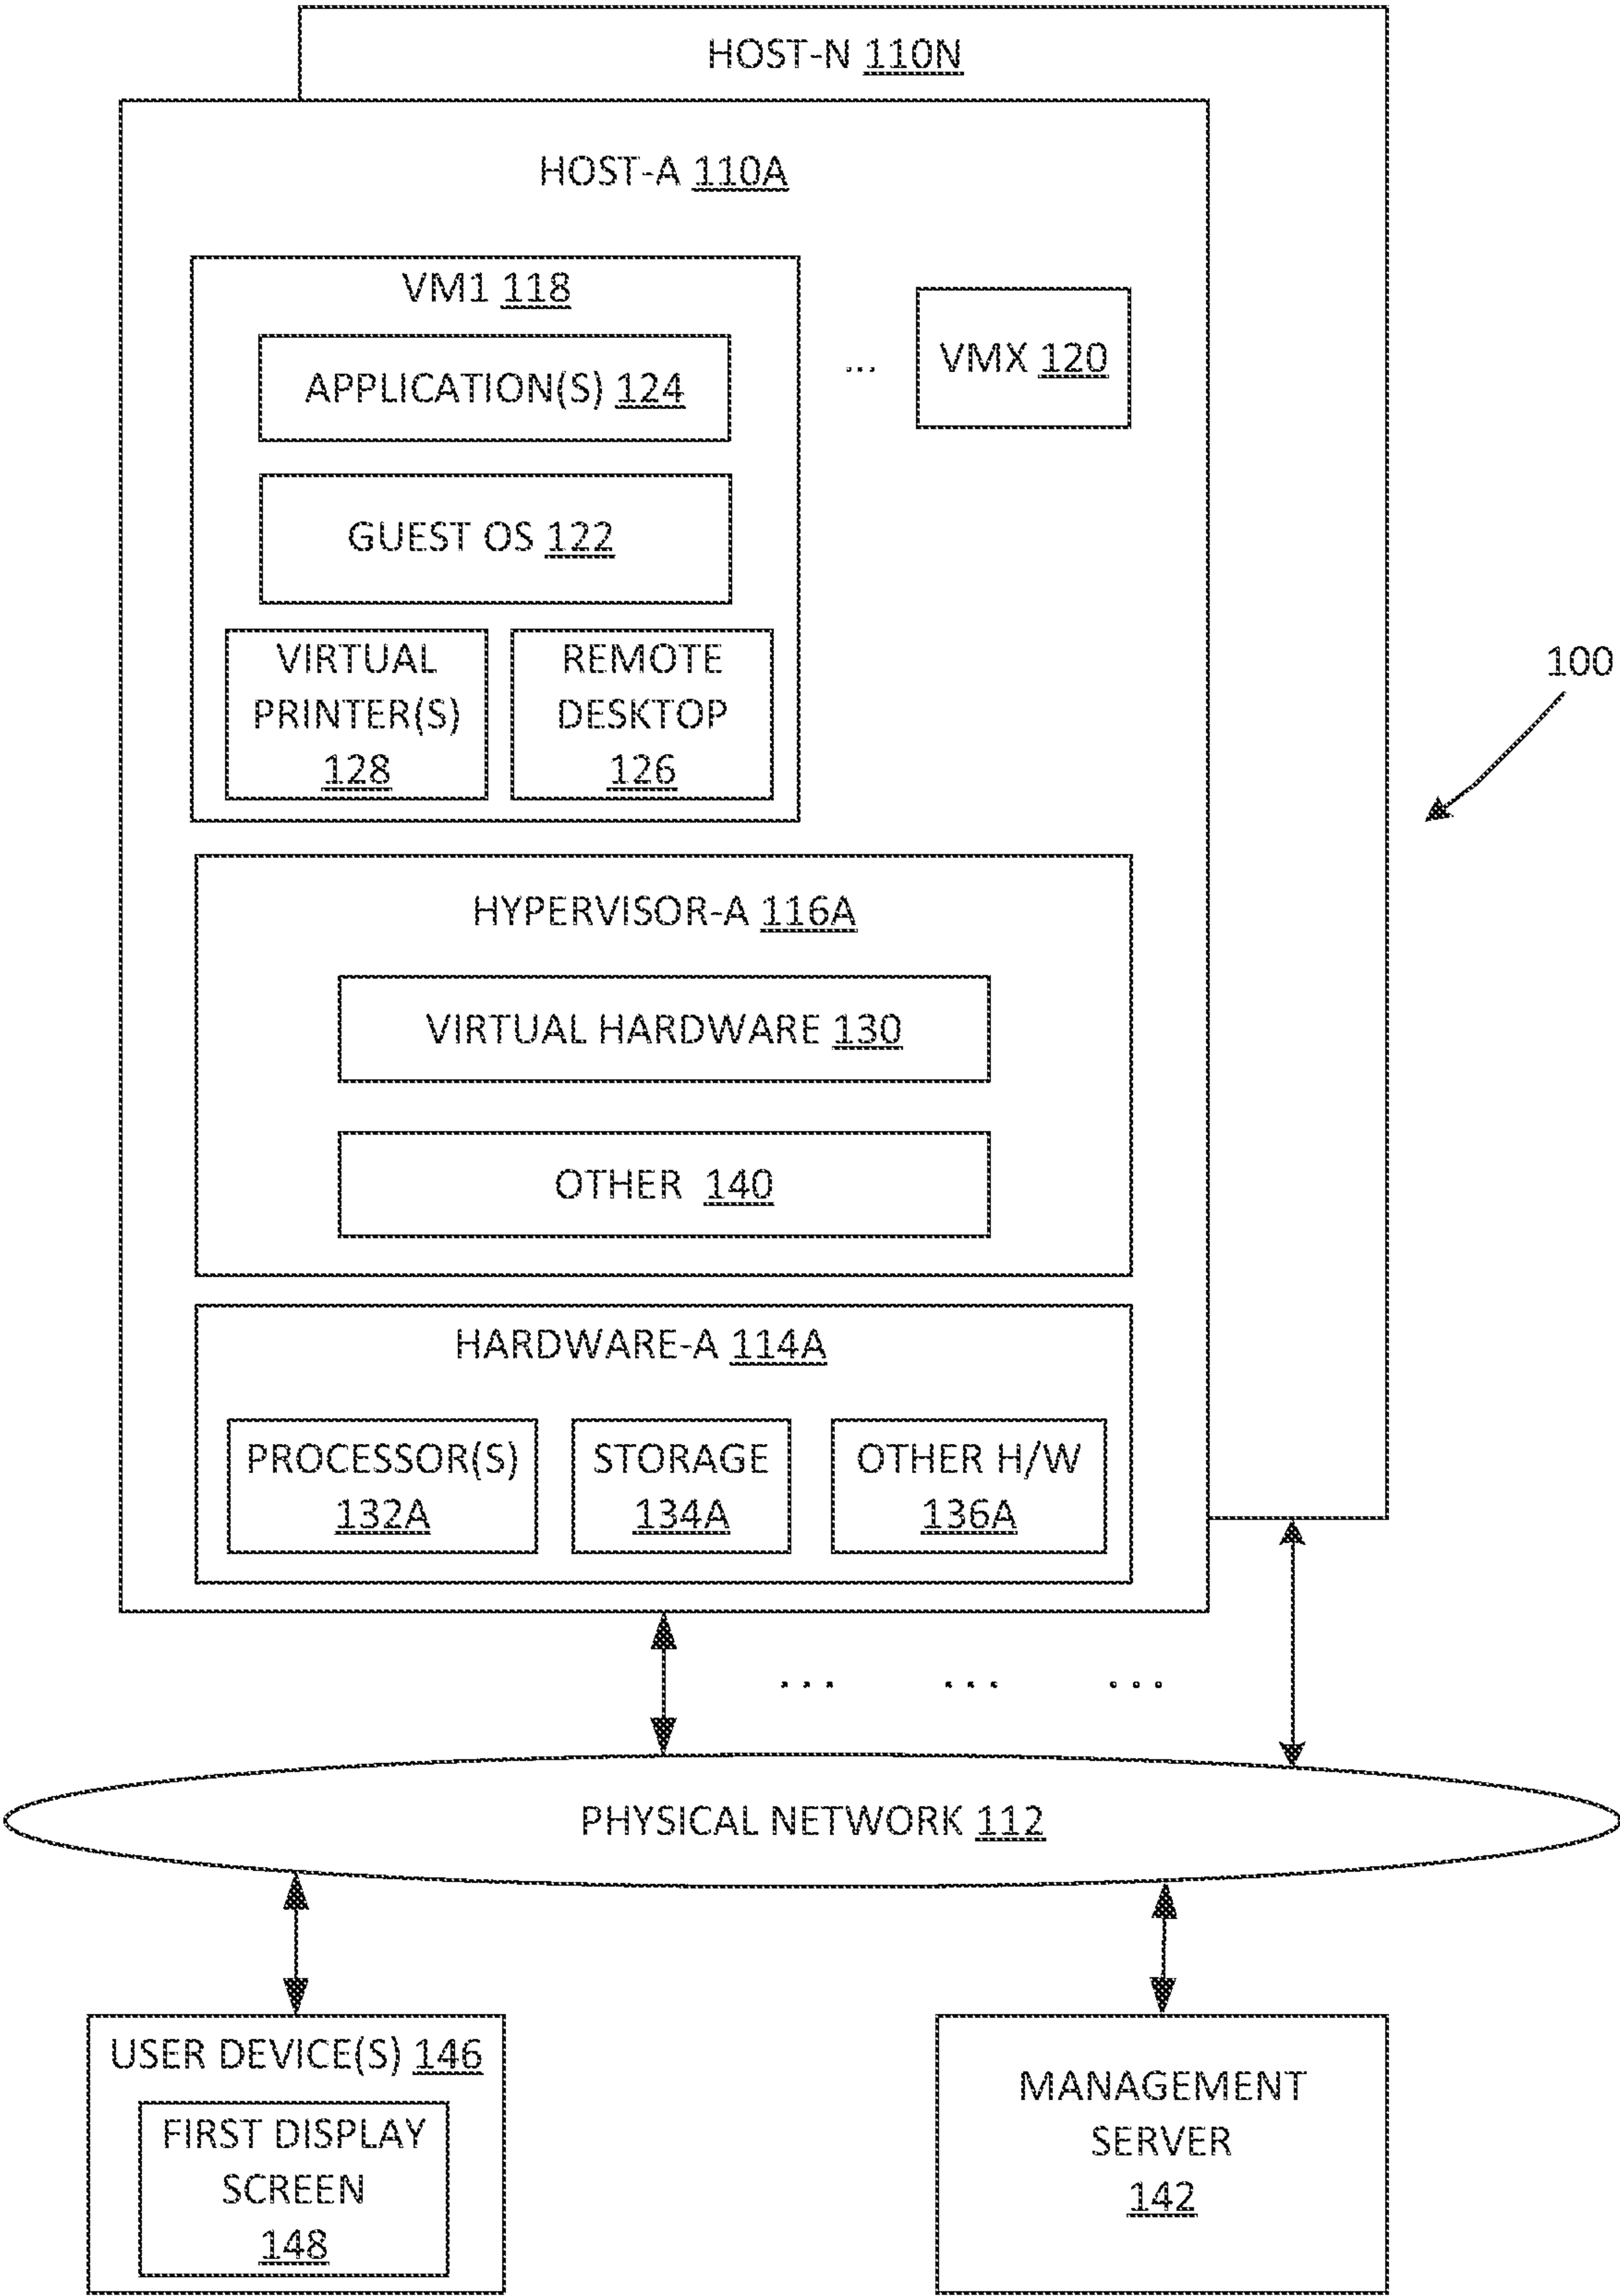 HOST-N 110N
HOST-A 110A
VM1 118
APPLICATION(S) 124
GUEST OS 122
VIRTUAL
PRINTER(S)
128
REMOTE
DESKTOP
126
...
VMX 120
100
HYPERVISOR-A 116A
VIRTUAL HARDWARE 130
OTHER 140
HARDWARE-A 114A
PROCESSOR(S)
132A
STORAGE
134A
OTHER H/W
136A
... ... ...
PHYSICAL NETWORK 112
USER DEVICE(S) 146
FIRST DISPLAY
SCREEN
148
MANAGEMENT
SERVER
142